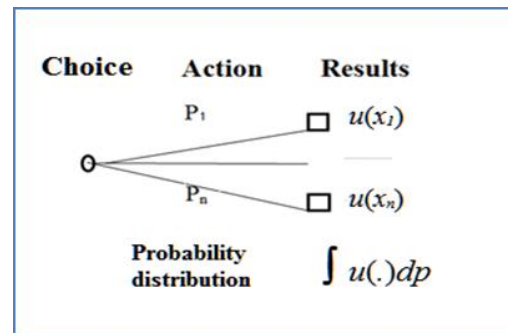 Choice Action Results
P₁ u(x₁)
Pₙ u(xₙ)
Probability
distribution ∫ u(.)dp